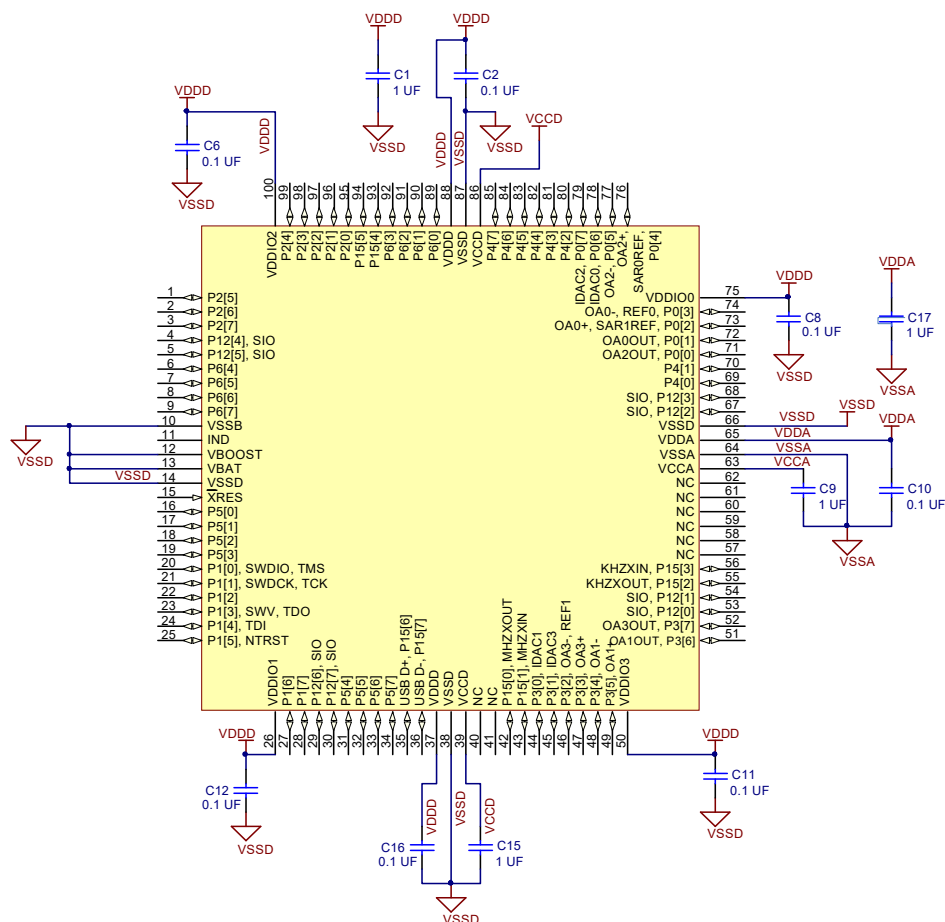 VDDD
VDDD
C1
1 UF
VSSD
C2
0.1 UF
VSSD
VDDD
C6
0.1 UF
VSSD
VDDD
VDDD
VSSD
VCCD
100
99
98
97
96
95
94
93
92
91
90
89
88
87
86
85
84
83
82
81
80
79
78
77
76
VDDIO2
P2[4]
P2[3]
P2[2]
P2[1]
P2[0]
P15[5]
P15[4]
P6[3]
P6[2]
P6[1]
P6[0]
VDDD
VSSD
VCCD
P4[7]
P4[6]
P4[5]
P4[4]
P4[3]
P4[2]
IDAC2, P0[7]
IDAC0, P0[6]
OA2-, P0[5]
OA2+, SAR0REF, P0[4]
1 P2[5]
2 P2[6]
3 P2[7]
4 P12[4], SIO
5 P12[5], SIO
6 P6[4]
7 P6[5]
8 P6[6]
9 P6[7]
10 VSSB
11 IND
12 VBOOST
13 VBAT
VSSD 14 VSSD
15 XRES
16 P5[0]
17 P5[1]
18 P5[2]
19 P5[3]
20 P1[0], SWDIO, TMS
21 P1[1], SWDCK, TCK
22 P1[2]
23 P1[3], SWV, TDO
24 P1[4], TDI
25 P1[5], NTRST
VSSD
VDDIO0 75
OA0-, REF0, P0[3] 74
OA0+, SAR1REF, P0[2] 73
OA0OUT, P0[1] 72
OA2OUT, P0[0] 71
P4[1] 70
P4[0] 69
SIO, P12[3] 68
SIO, P12[2] 67
VSSD 66 VSSD
VDDA 65 VDDA
VSSA 64 VSSA
VCCA 63 VCCA
NC 62
NC 61
NC 60
NC 59
NC 58
NC 57
KHZXIN, P15[3] 56
KHZXOUT, P15[2] 55
SIO, P12[1] 54
SIO, P12[0] 53
OA3OUT, P3[7] 52
OA1OUT, P3[6] 51
VDDD
C8
0.1 UF
VSSD
VDDA
C17
1 UF
VSSA
VSSD
VDDA
C9
1 UF
C10
0.1 UF
VSSA
VDDIO1
P1[6]
P1[7]
P12[6], SIO
P12[7], SIO
P5[4]
P5[5]
P5[6]
P5[7]
USB D+, P15[6]
USB D-, P15[7]
VDDD
VSSD
VCCD
NC
NC
P15[0], MHZXOUT
P15[1], MHZXIN
P3[0], IDAC1
P3[1], IDAC3
P3[2], OA3-, REF1
P3[3], OA3+
P3[4], OA1-
P3[5], OA1+
VDDIO3
26
27
28
29
30
31
32
33
34
35
36
37
38
39
40
41
42
43
44
45
46
47
48
49
50
VDDD
C12
0.1 UF
VSSD
VDDD
VSSD
VCCD
C16
0.1 UF
C15
1 UF
VSSD
VDDD
C11
0.1 UF
VSSD